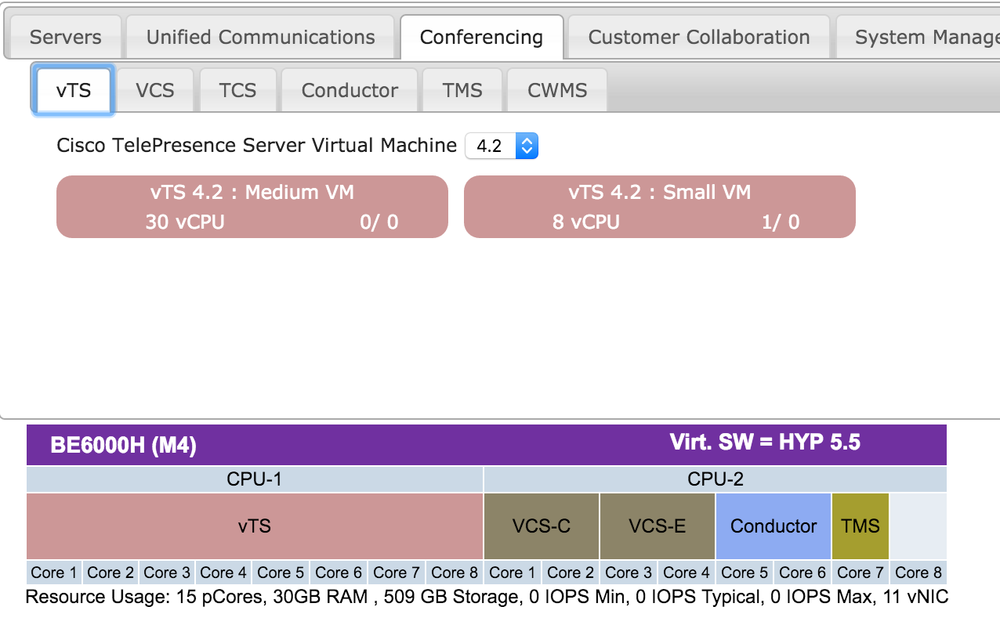 Servers Unified Communications Conferencing Customer Collaboration System Manage
vTS VCS TCS Conductor TMS CWMS
Cisco TelePresence Server Virtual Machine 4.2
vTS 4.2 : Medium VM vTS 4.2 : Small VM
30 vCPU 0/ 0 8 vCPU 1/ 0
BE6000H (M4) Virt. SW = HYP 5.5
CPU-1 CPU-2
vTS VCS-C VCS-E Conductor TMS
Core 1 Core 2 Core 3 Core 4 Core 5 Core 6 Core 7 Core 8 Core 1 Core 2 Core 3 Core 4 Core 5 Core 6 Core 7 Core 8
Resource Usage: 15 pCores, 30GB RAM , 509 GB Storage, 0 IOPS Min, 0 IOPS Typical, 0 IOPS Max, 11 vNIC